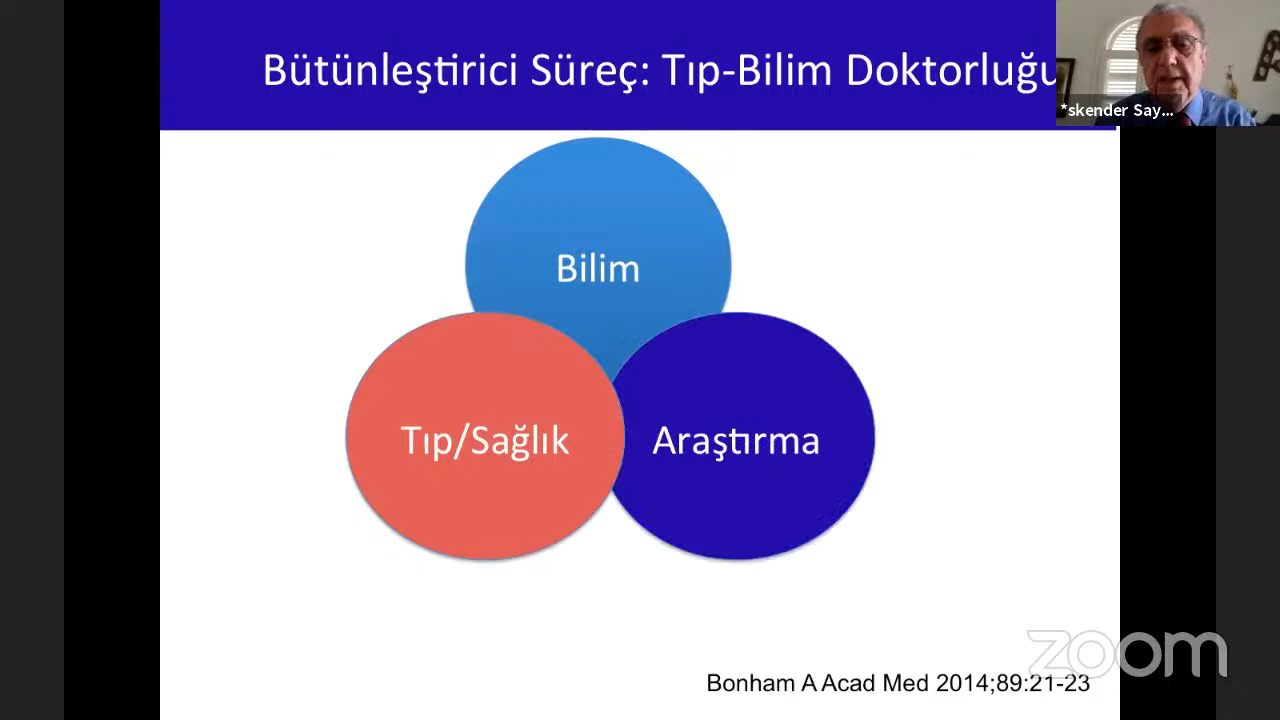 Bütünleştirici Süreç: Tıp-Bilim Doktorluğu
*skender Say...
Bilim
Tıp/Sağlık
Araştırma
zoom
Bonham A Acad Med 2014;89:21-23